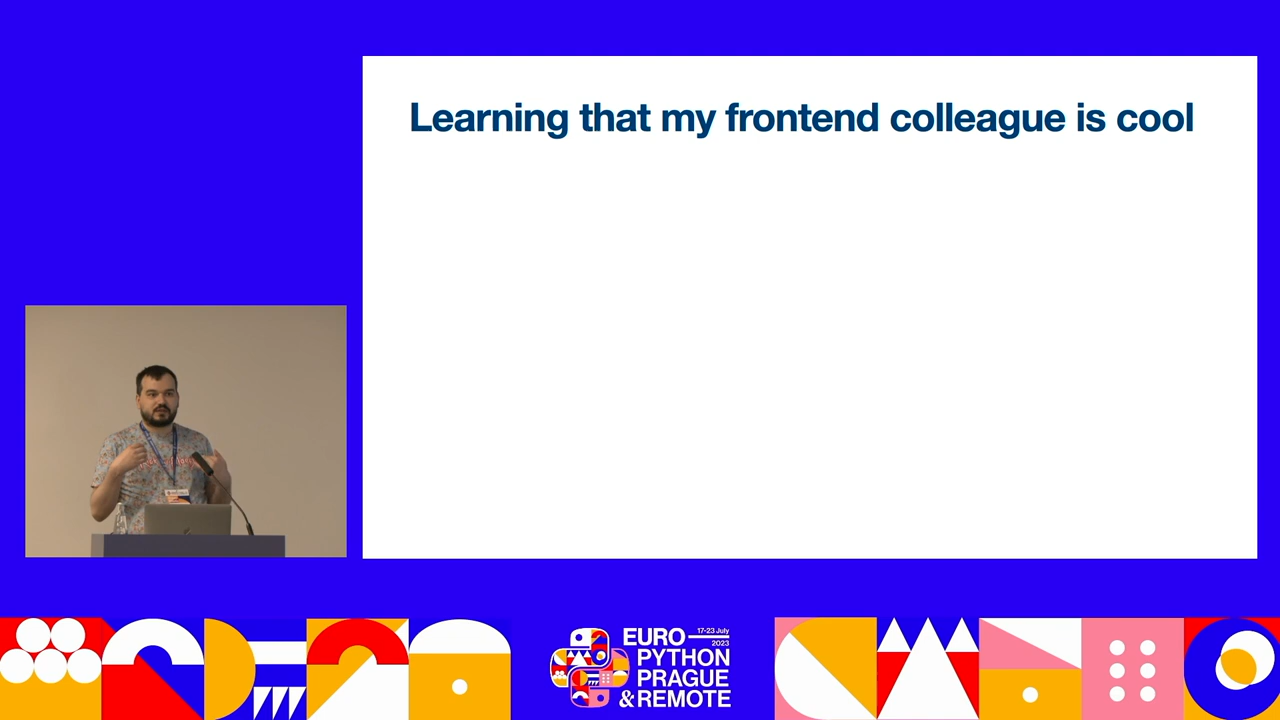 Learning that my frontend colleague is cool
EURO
17-23 July
2023
PYTHON
PRAGUE
& REMOTE